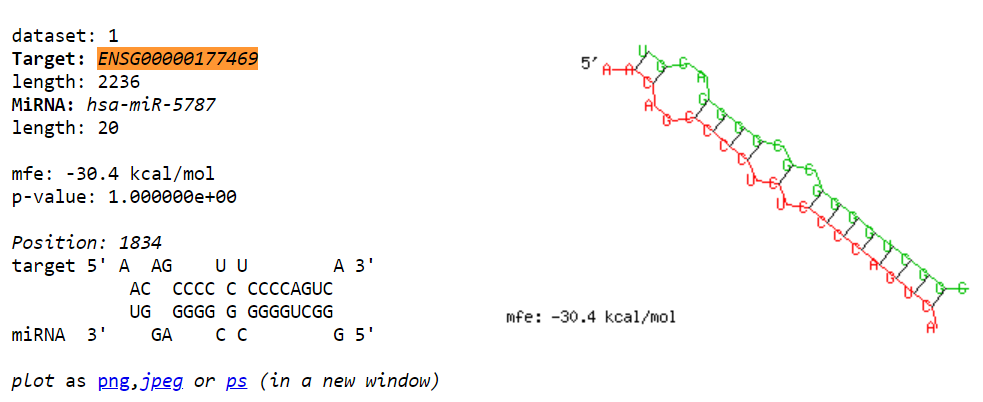 dataset: 1
Target: ENSG00000177469
length: 2236
MiRNA: hsa-miR-5787
length: 20
mfe: -30.4 kcal/mol
p-value: 1.000000e+00
Position: 1834
target 5' A  AG    U U        A 3'
           AC  CCCC C CCCCAGUC
           UG  GGGG G GGGGUCGG
miRNA  3'    GA    C C        G 5'
plot as png,jpeg or ps (in a new window)
5'
mfe: -30.4 kcal/mol